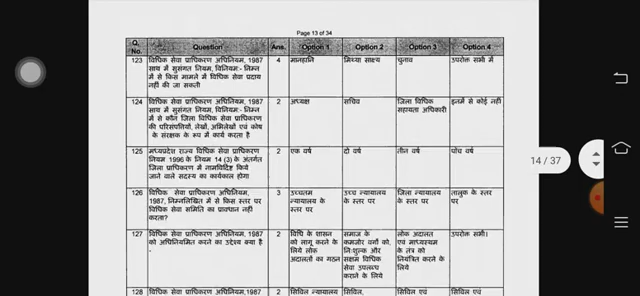 Page 13 of 34
Q. No. Question Ans. Option 1 Option 2 Option 3 Option 4
123 विधिक सेवा प्राधिकरण अधिनियम, 1987 4 मानहानि मिथ्या साक्ष्य चुनाव उपरोक्त सभी में
साथ में सुसंगत नियम, विनियम:- निम्न
में से किस मामले में विधिक सेवा प्रदाय
नहीं की जा सकती
124 विधिक सेवा प्राधिकरण अधिनियम, 1987 2 अध्यक्ष सचिव जिला विधिक इनमें से कोई नहीं
साथ में सुसंगत नियम, विनियम:- निम्न सहायता अधिकारी
में से कौन जिला विधिक सेवा प्राधिकरण
की परिसंपत्तियों, लेखों, अभिलेखों एवं कोष
के संरक्षक के रूप में कार्य करता है
125 मध्यप्रदेश राज्य विधिक सेवा प्राधिकरण 2 एक वर्ष दो वर्ष तीन वर्ष पाँच वर्ष
नियम 1996 के नियम 14 (3) के अंतर्गत
जिला प्राधिकरण में नामविर्दिष्ट किये
जाने वाले सदस्य का कार्यकाल होगा
126 विधिक सेवा प्राधिकरण अधिनियम, 3 उच्चतम उच्च न्यायालय जिला न्यायालय तालुक के स्तर
1987, निम्नलिखित में से किस स्तर पर न्यायालय के के स्तर पर के स्तर पर पर
विधिक सेवा समिति का प्रावधान नहीं स्तर पर
करता?
127 विधिक सेवा प्राधिकरण अधिनियम, 1987 2 विधि के शासन समाज के लोक अदालत उपरोक्त सभी।
को अधिनियमित करने का उद्देश्य क्या है को लागू करने के कमजोर वर्गो को, एवं माध्यस्थम
- लिये लोक नि:शुल्क और के तंत्र को
अदालतों का गठन सक्षम विधिक नियंत्रित करने के
सेवा उपलब्ध लिये
कराने के लिये
128 विधिक सेवा प्राधिकरण अधिनियम,1987 2 सिविल न्यायालय सिविल, सिविल एवं सिविल एवं
14 / 37